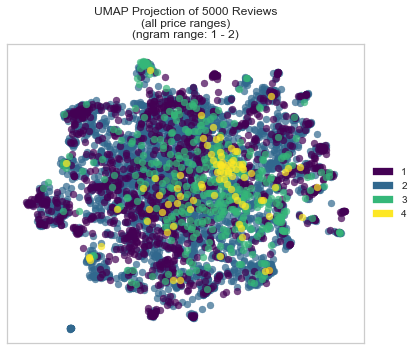 UMAP Projection of 5000 Reviews
(all price ranges)
(ngram range: 1 - 2)
1
2
3
4